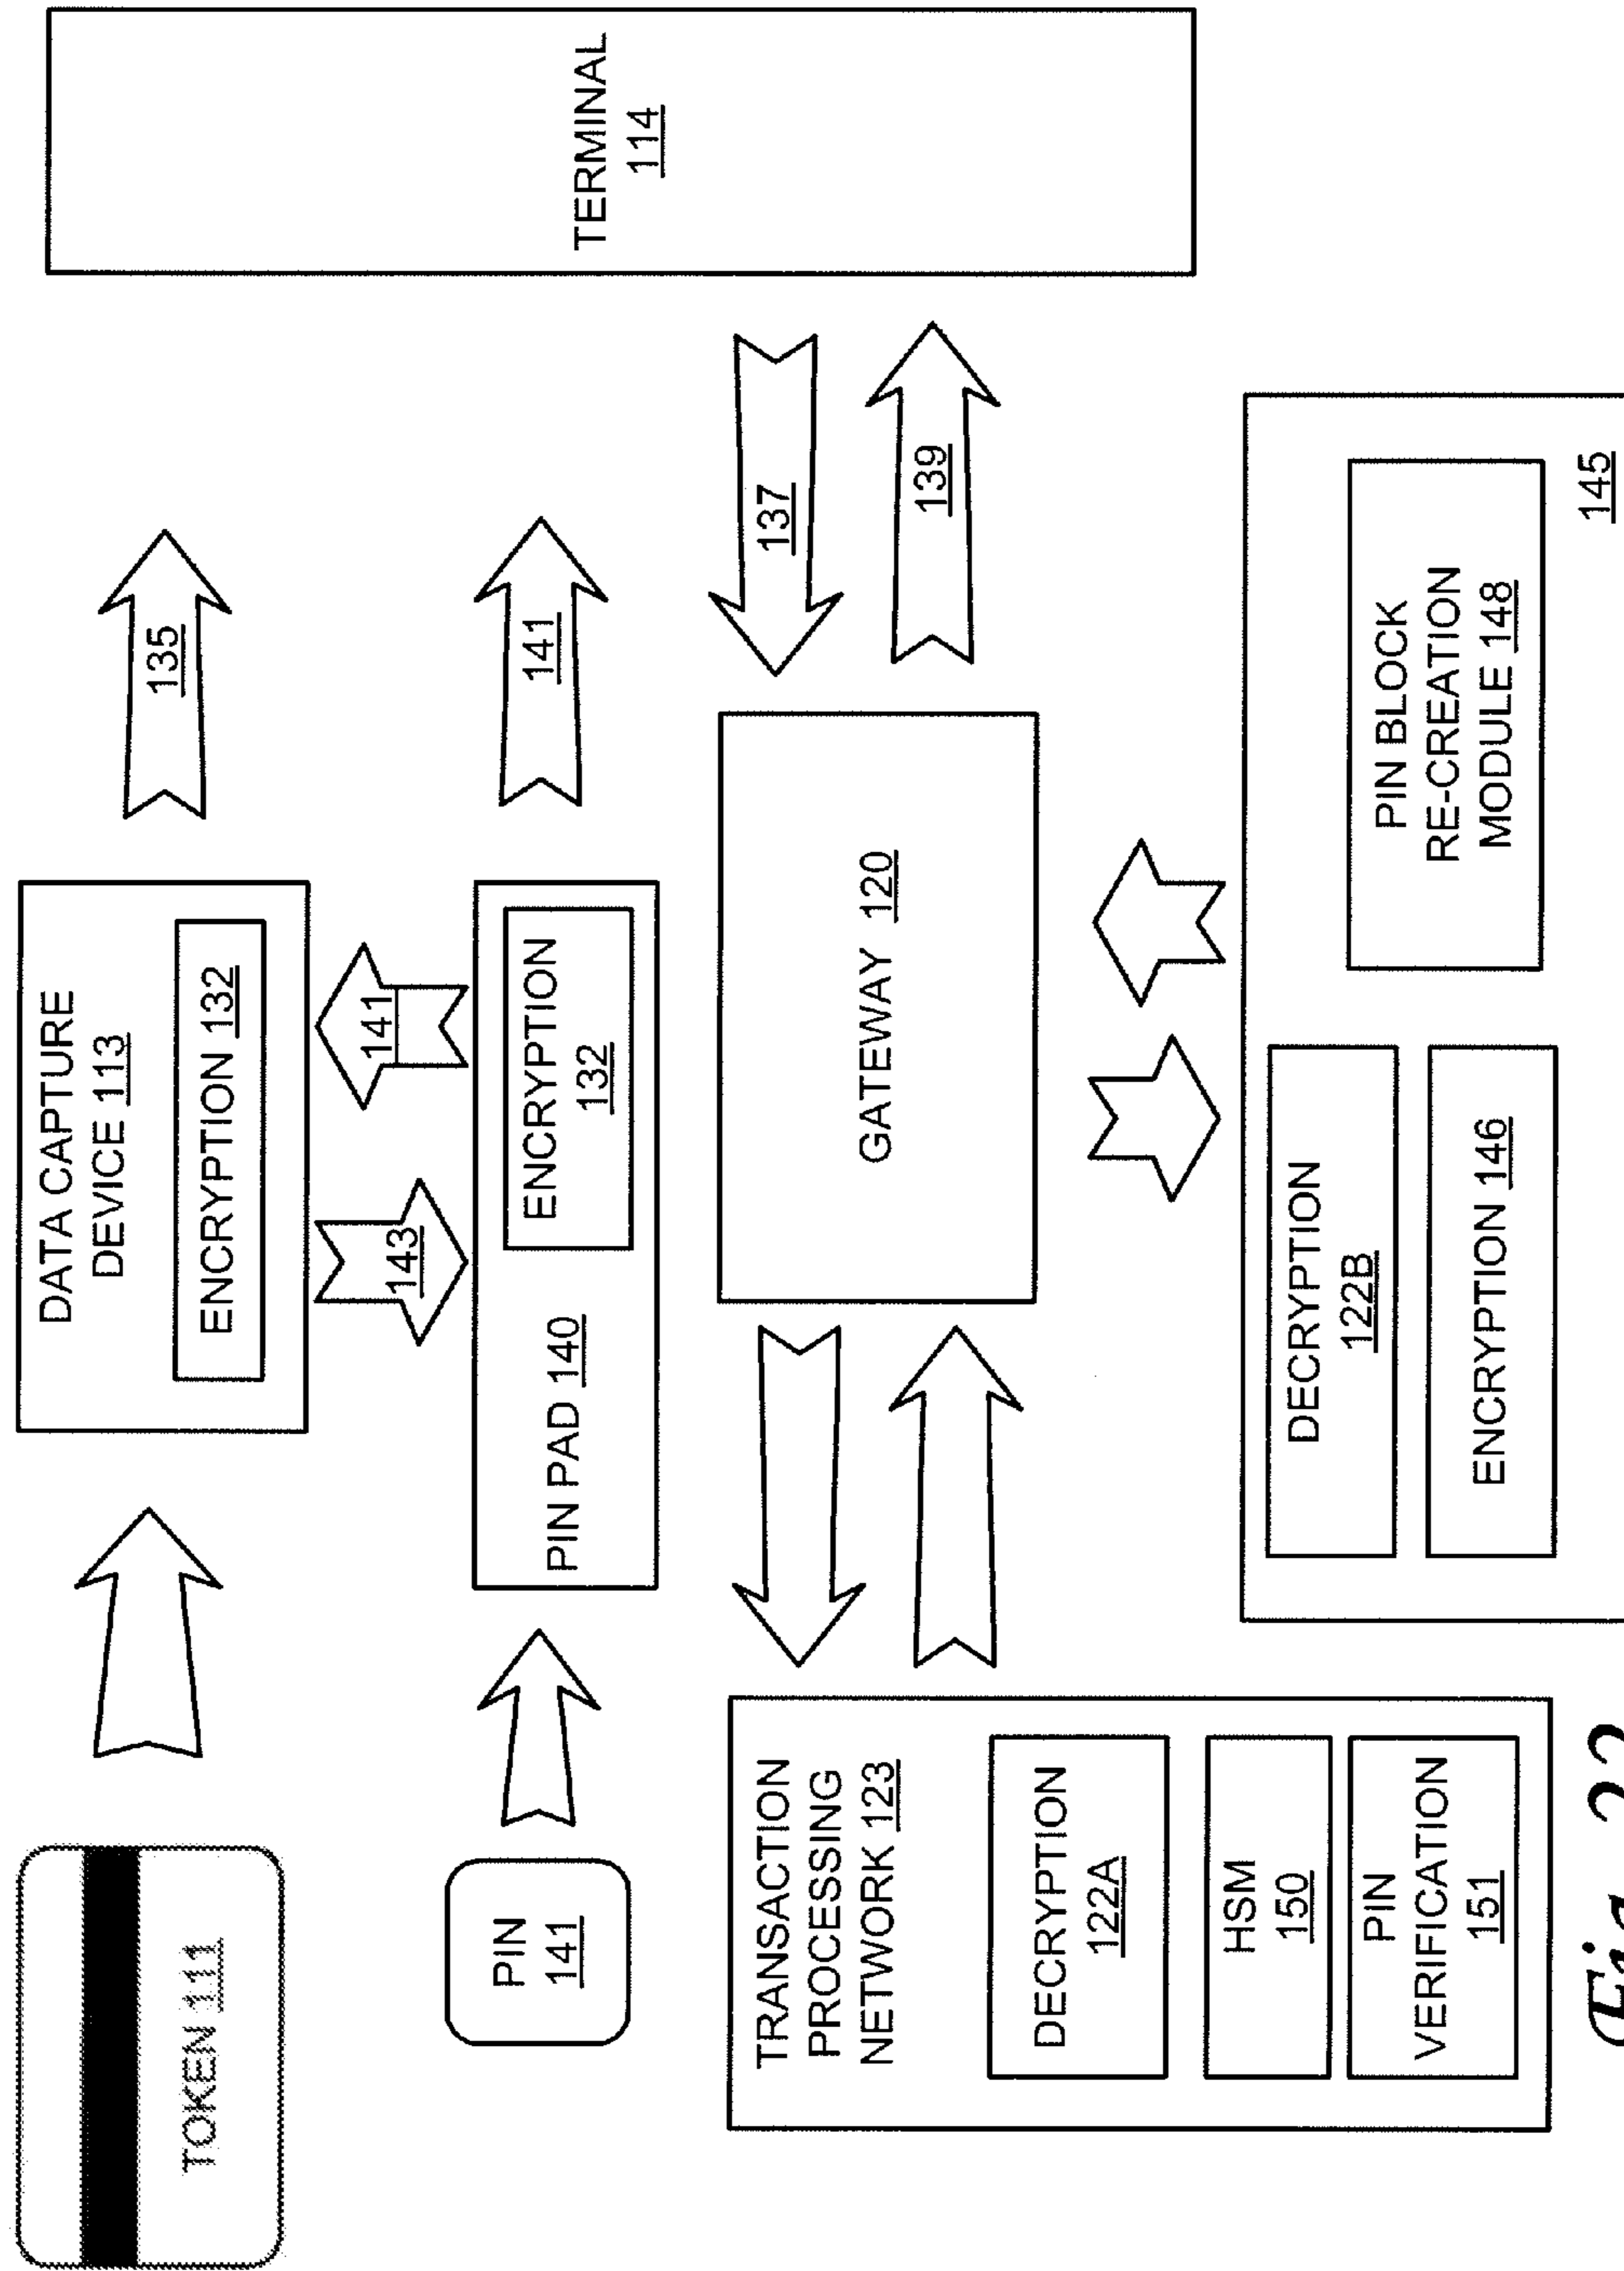 TOKEN 111
DATA CAPTURE
DEVICE 113
ENCRYPTION 132
135
TERMINAL
114
143
141
PIN
141
PIN PAD 140
ENCRYPTION
132
141
TRANSACTION
PROCESSING
NETWORK 123
DECRYPTION
122A
HSM
150
PIN
VERIFICATION
151
GATEWAY 120
137
139
DECRYPTION
122B
ENCRYPTION 146
PIN BLOCK
RE-CREATION
MODULE 148
145
Fig. 22